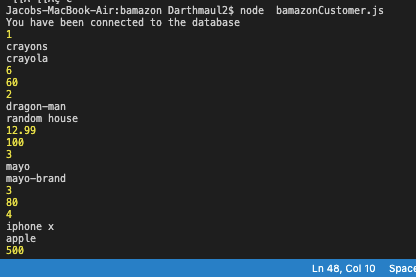 Jacobs-MacBook-Air:bamazon Darthmaul2$ node  bamazonCustomer.js
You have been connected to the database
1
crayons
crayola
6
60
2
dragon-man
random house
12.99
100
3
mayo
mayo-brand
3
80
4
iphone x
apple
500
Ln 48, Col 10